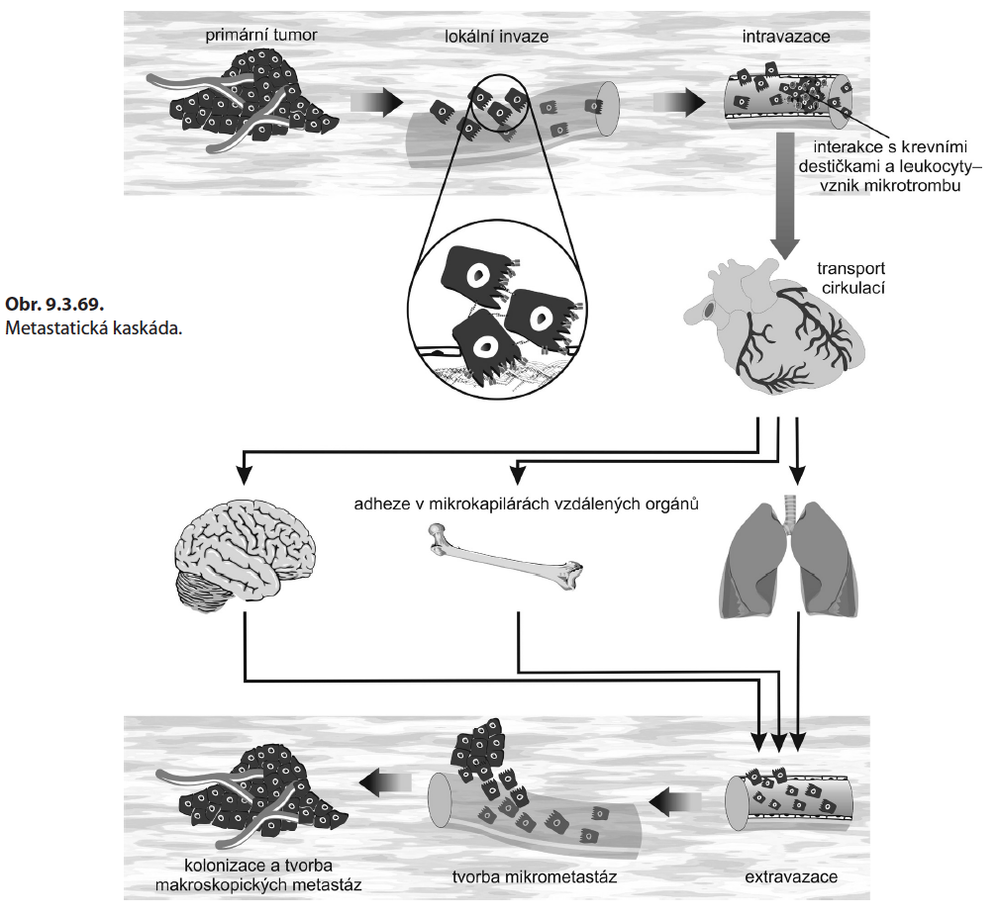 primární tumor
lokální invaze
intravazace
interakce s krevními
destičkami a leukocyty–
vznik mikrotrombu
transport
cirkulací
Obr. 9.3.69.
Metastatická kaskáda.
adheze v mikrokapilárách vzdálených orgánů
kolonizace a tvorba
makroskopických metastáz
tvorba mikrometastáz
extravazace